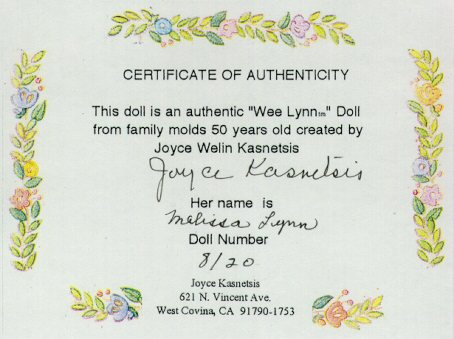 CERTIFICATE OF AUTHENTICITY
This doll is an authentic "Wee Lynn℠" Doll
from family molds 50 years old created by
Joyce Welin Kasnetsis
Joyce Kasnetsis
Her name is
Melissa Lynn
Doll Number
8/20
Joyce Kasnetsis
621 N. Vincent Ave.
West Covina, CA 91790-1753